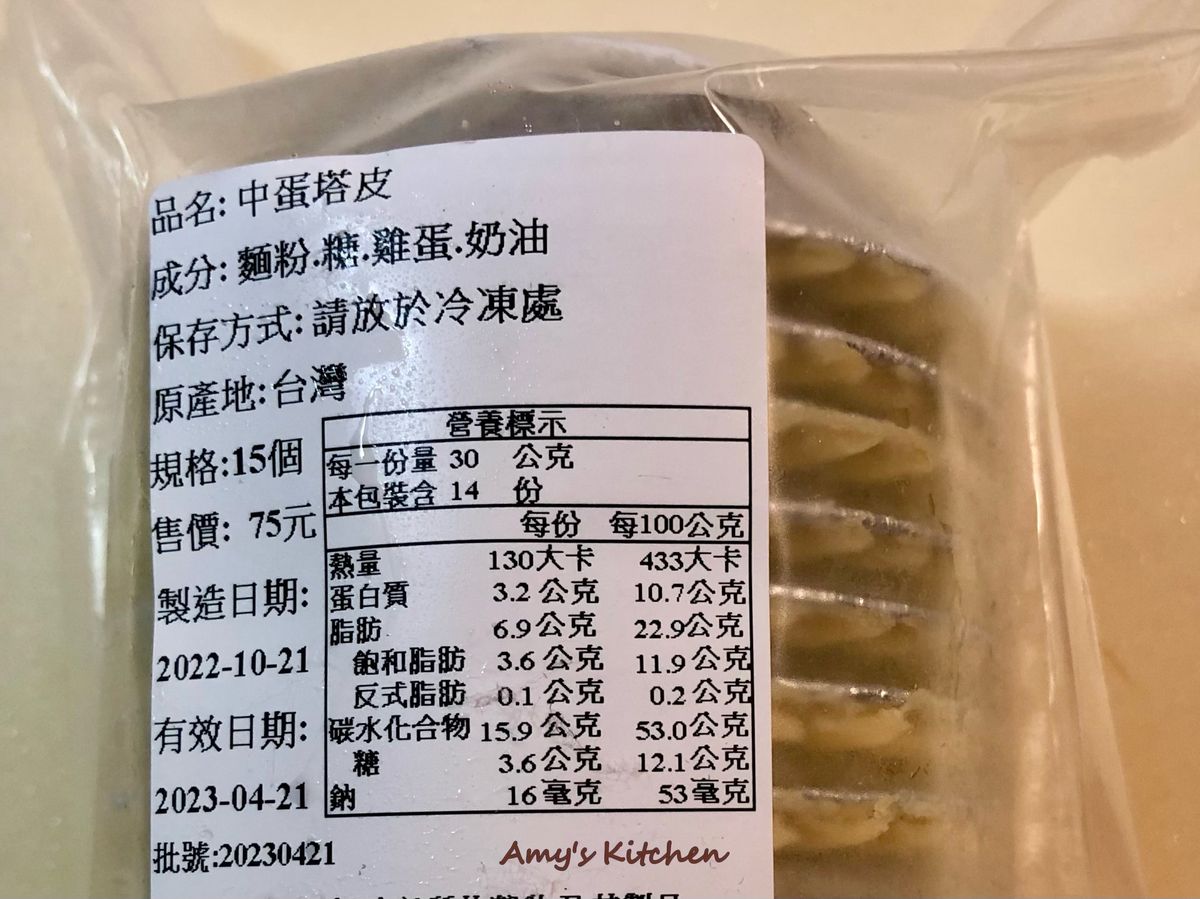 品名: 中蛋塔皮
成分: 麵粉.糖.雞蛋.奶油
保存方式: 請放於冷凍處
原產地: 台灣
規格:15個
售價: 75元
製造日期:
2022-10-21
有效日期:
2023-04-21
批號:20230421
營養標示
每一份量 30 公克
本包裝含 14 份
每份 每100公克
熱量 130大卡 433大卡
蛋白質 3.2 公克 10.7公克
脂肪 6.9公克 22.9公克
飽和脂肪 3.6 公克 11.9 公克
反式脂肪 0.1 公克 0.2 公克
碳水化合物 15.9 公克 53.0公克
糖 3.6公克 12.1公克
鈉 16 毫克 53 毫克
Amy's Kitchen